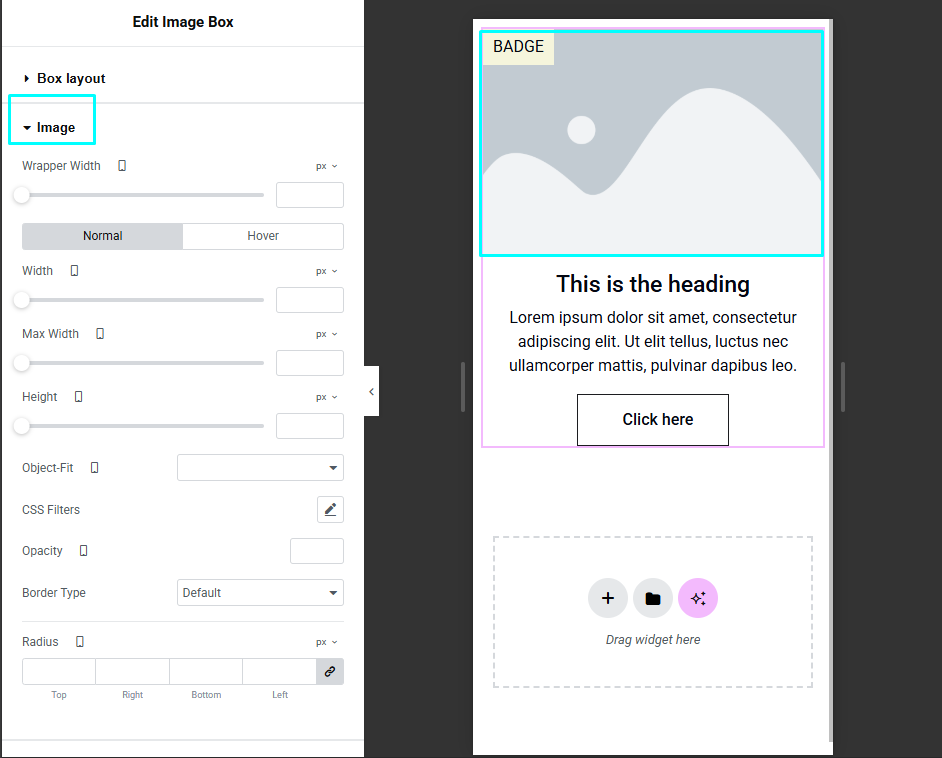 Edit Image Box
Box layout
Image
Wrapper Width px
Normal Hover
Width px
Max Width px
Height px
Object-Fit
CSS Filters
Opacity
Border Type Default
Radius px
Top Right Bottom Left
BADGE
This is the heading
Lorem ipsum dolor sit amet, consectetur
adipiscing elit. Ut elit tellus, luctus nec
ullamcorper mattis, pulvinar dapibus leo.
Click here
Drag widget here